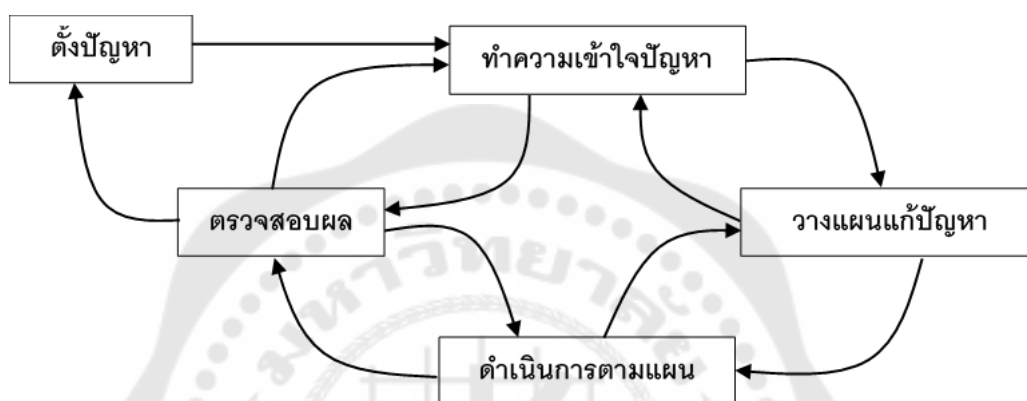 ตั้งปัญหา
ทำความเข้าใจปัญหา
ตรวจสอบผล
วางแผนแก้ปัญหา
ดำเนินการตามแผน